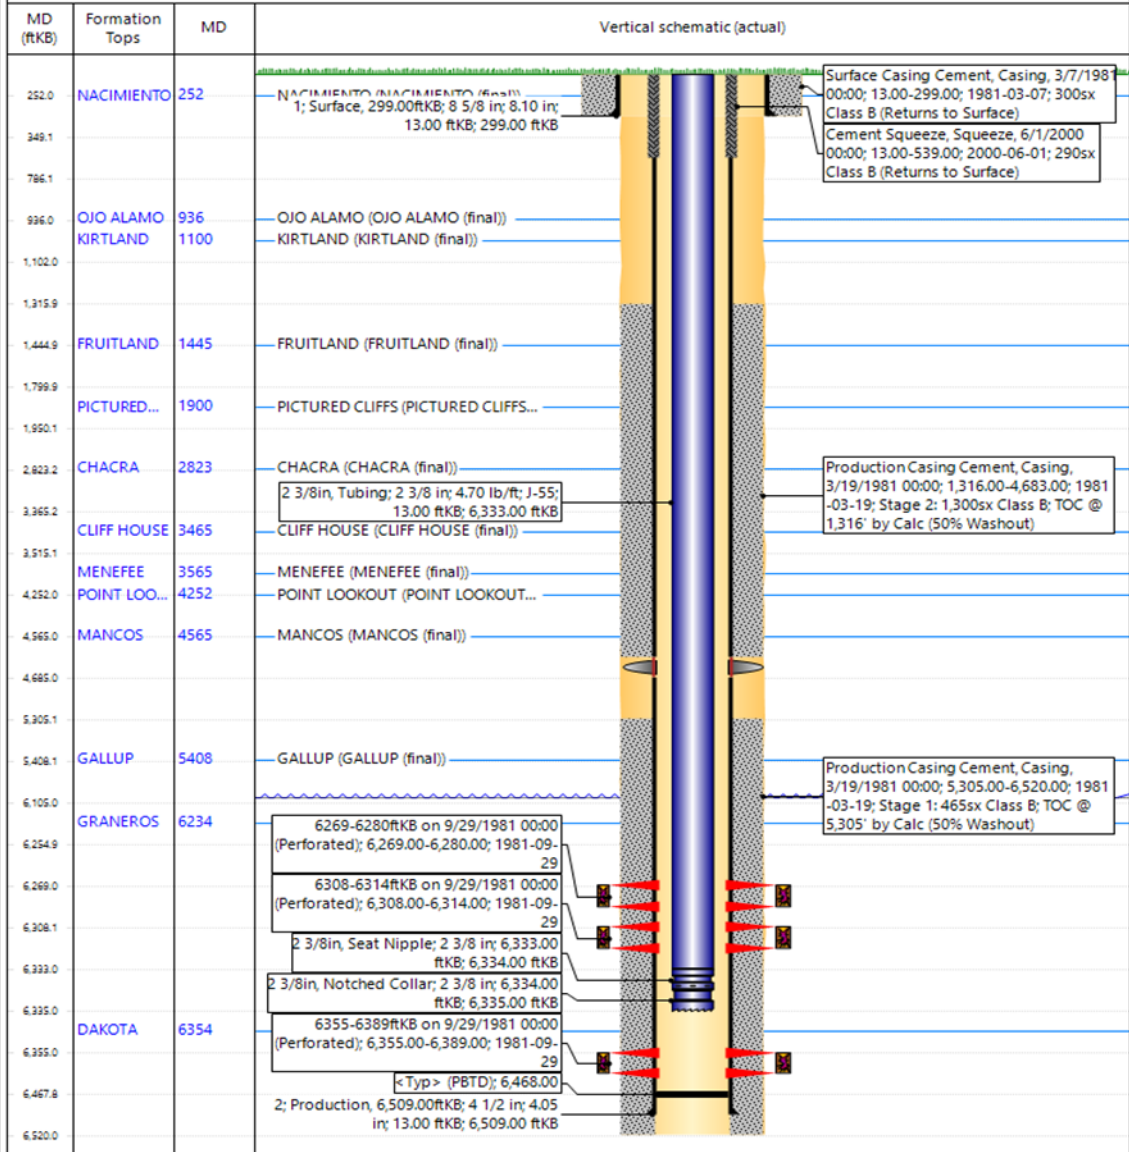 MD
(ftKB)
Formation
Tops
MD
Vertical schematic (actual)
252.0
NACIMIENTO
252
NACIMIENTO (NACIMIENTO (final))
1; Surface, 299.00ftKB; 8 5/8 in; 8.10 in;
13.00 ftKB; 299.00 ftKB
Surface Casing Cement, Casing, 3/7/1981
00:00; 13.00-299.00; 1981-03-07; 300sx
Class B (Returns to Surface)
349.1
Cement Squeeze, Squeeze, 6/1/2000
00:00; 13.00-539.00; 2000-06-01; 290sx
Class B (Returns to Surface)
786.1
936.0
OJO ALAMO
936
OJO ALAMO (OJO ALAMO (final))
KIRTLAND
1100
KIRTLAND (KIRTLAND (final))
1,102.0
1,315.9
1,444.9
FRUITLAND
1445
FRUITLAND (FRUITLAND (final))
1,799.9
PICTURED...
1900
PICTURED CLIFFS (PICTURED CLIFFS...
1,950.1
2,823.2
CHACRA
2823
CHACRA (CHACRA (final))
2 3/8in, Tubing; 2 3/8 in; 4.70 lb/ft; J-55;
13.00 ftKB; 6,333.00 ftKB
Production Casing Cement, Casing,
3/19/1981 00:00; 1,316.00-4,683.00; 1981
-03-19; Stage 2: 1,300sx Class B; TOC @
1,316' by Calc (50% Washout)
3,365.2
CLIFF HOUSE
3465
CLIFF HOUSE (CLIFF HOUSE (final))
3,515.1
MENEFEE
3565
MENEFEE (MENEFEE (final))
4,252.0
POINT LOO...
4252
POINT LOOKOUT (POINT LOOKOUT...
4,565.0
MANCOS
4565
MANCOS (MANCOS (final))
4,685.0
5,305.1
5,408.1
GALLUP
5408
GALLUP (GALLUP (final))
Production Casing Cement, Casing,
3/19/1981 00:00; 5,305.00-6,520.00; 1981
-03-19; Stage 1: 465sx Class B; TOC @
5,305' by Calc (50% Washout)
6,105.0
GRANEROS
6234
6269-6280ftKB on 9/29/1981 00:00
(Perforated); 6,269.00-6,280.00; 1981-09-
29
6,254.9
6,269.0
6308-6314ftKB on 9/29/1981 00:00
(Perforated); 6,308.00-6,314.00; 1981-09-
29
6,308.1
2 3/8in, Seat Nipple; 2 3/8 in; 6,333.00
ftKB; 6,334.00 ftKB
6,333.0
2 3/8in, Notched Collar; 2 3/8 in; 6,334.00
ftKB; 6,335.00 ftKB
6,335.0
DAKOTA
6354
6355-6389ftKB on 9/29/1981 00:00
(Perforated); 6,355.00-6,389.00; 1981-09-
29
6,355.0
<Typ> (PBTD); 6,468.00
6,467.8
2; Production, 6,509.00ftKB; 4 1/2 in; 4.05
in; 13.00 ftKB; 6,509.00 ftKB
6,520.0